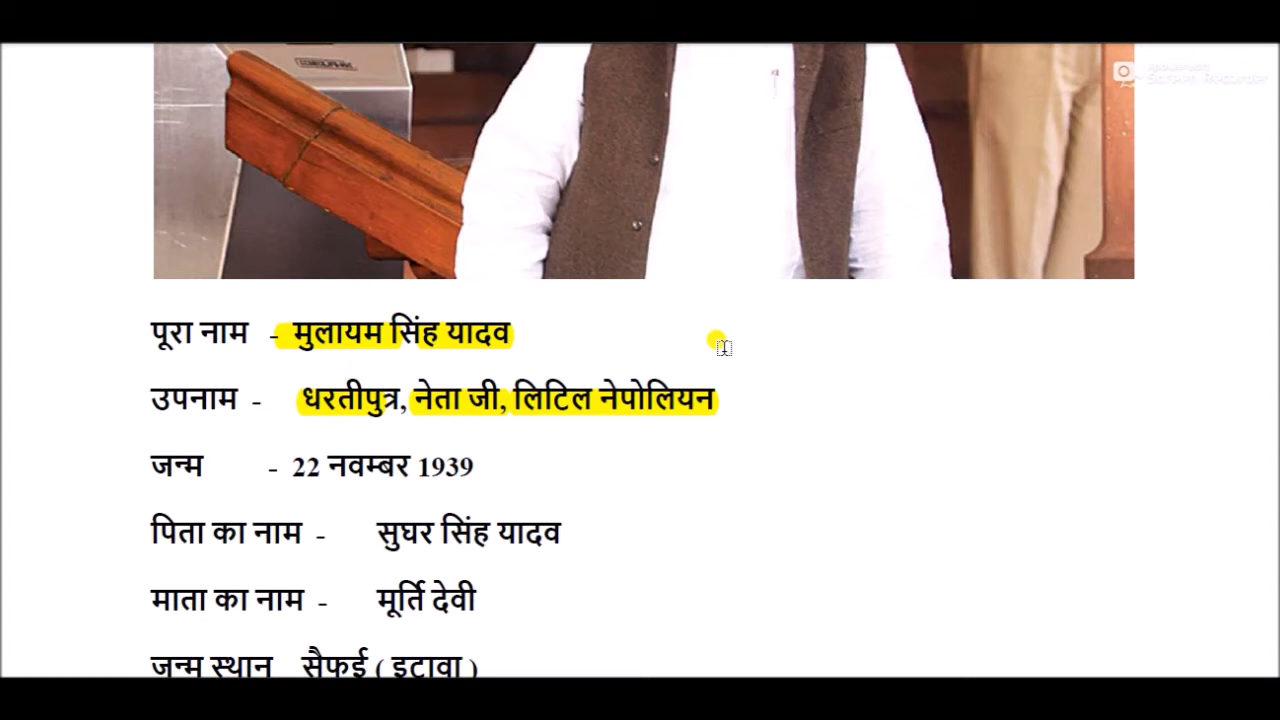 पूरा नाम - मुलायम सिंह यादव
उपनाम - धरतीपुत्र, नेता जी, लिटिल नेपोलियन
जन्म - 22 नवम्बर 1939
पिता का नाम - सुघर सिंह यादव
माता का नाम - मूर्ति देवी
जन्म स्थान सैफई ( इटावा )